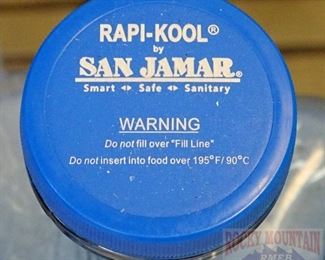 RAPI-KOOL®
by
SAN JAMAR®
Smart ◄► Safe ◄► Sanitary
WARNING
Do not fill over "Fill Line"
Do not insert into food over 195°F/ 90°C
ROCKY MOUNTAIN